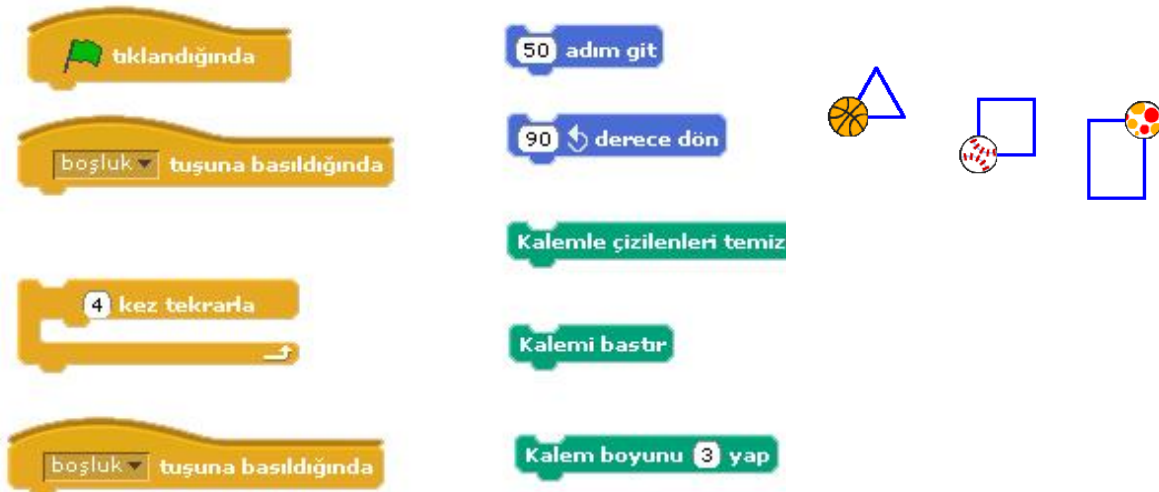 tıklandığında
boşluk tuşuna basıldığında
4 kez tekrarla
boşluk tuşuna basıldığında
50 adım git
90 derece dön
Kalemle çizilenleri temiz
Kalemi bastır
Kalem boyunu 3 yap